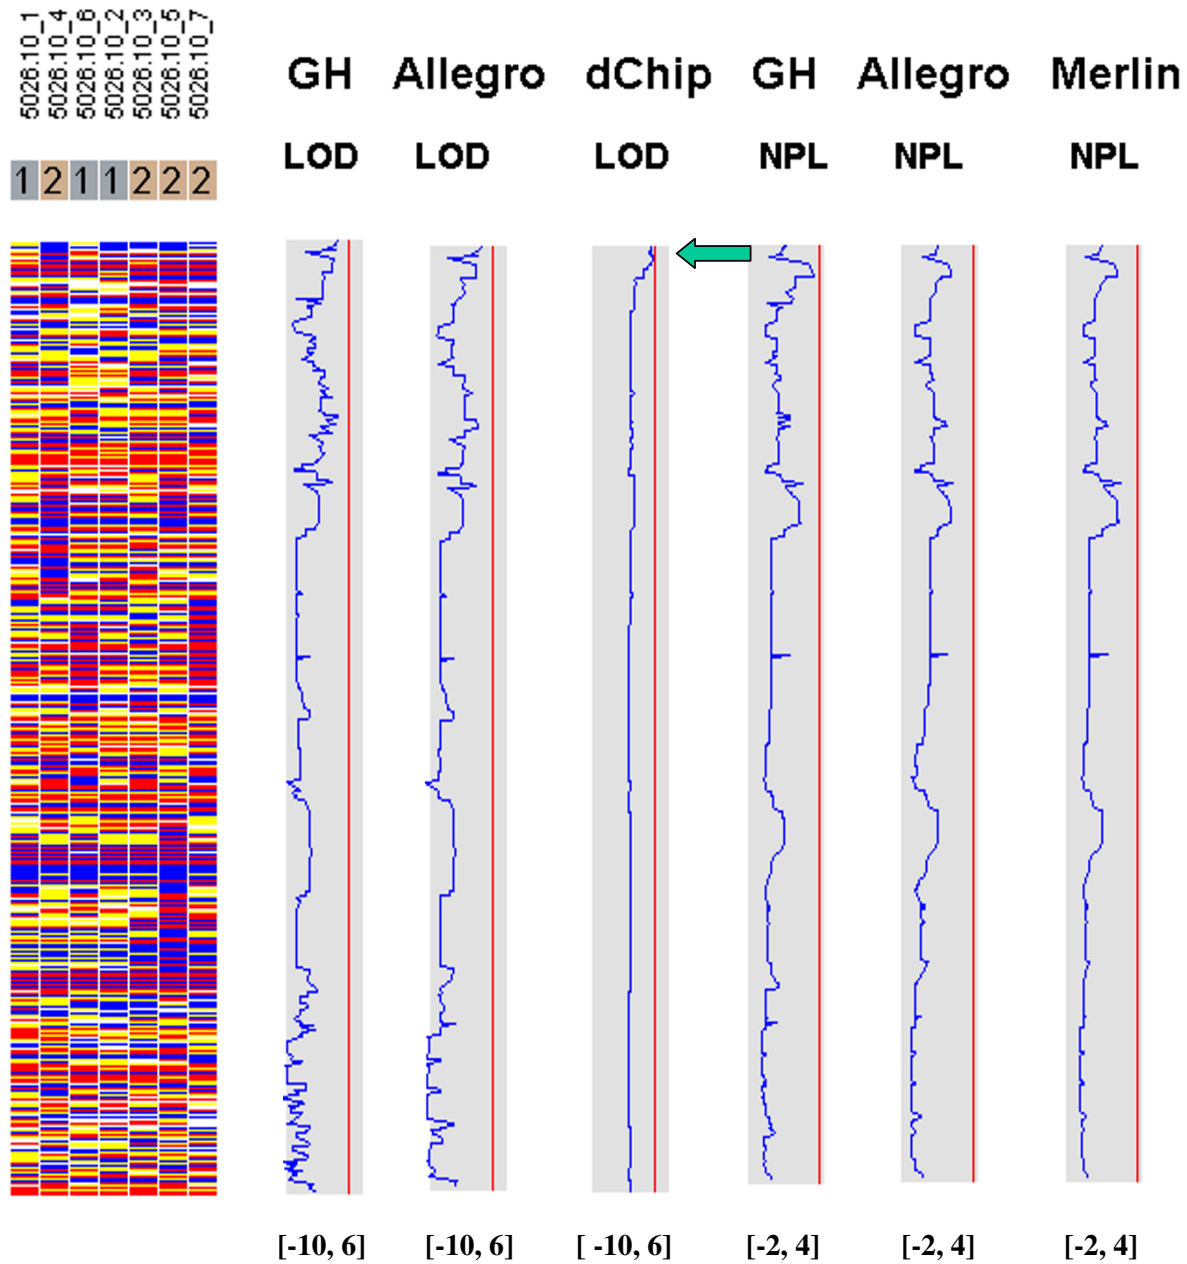 5026.10_1 5026.10_4 5026.10_6 5026.10_2 5026.10_3 5026.10_5 5026.10_7
GH Allegro dChip GH Allegro Merlin
LOD LOD LOD NPL NPL NPL
1 2 1 1 2 2 2
[-10, 6] [-10, 6] [ -10, 6] [-2, 4] [-2, 4] [-2, 4]